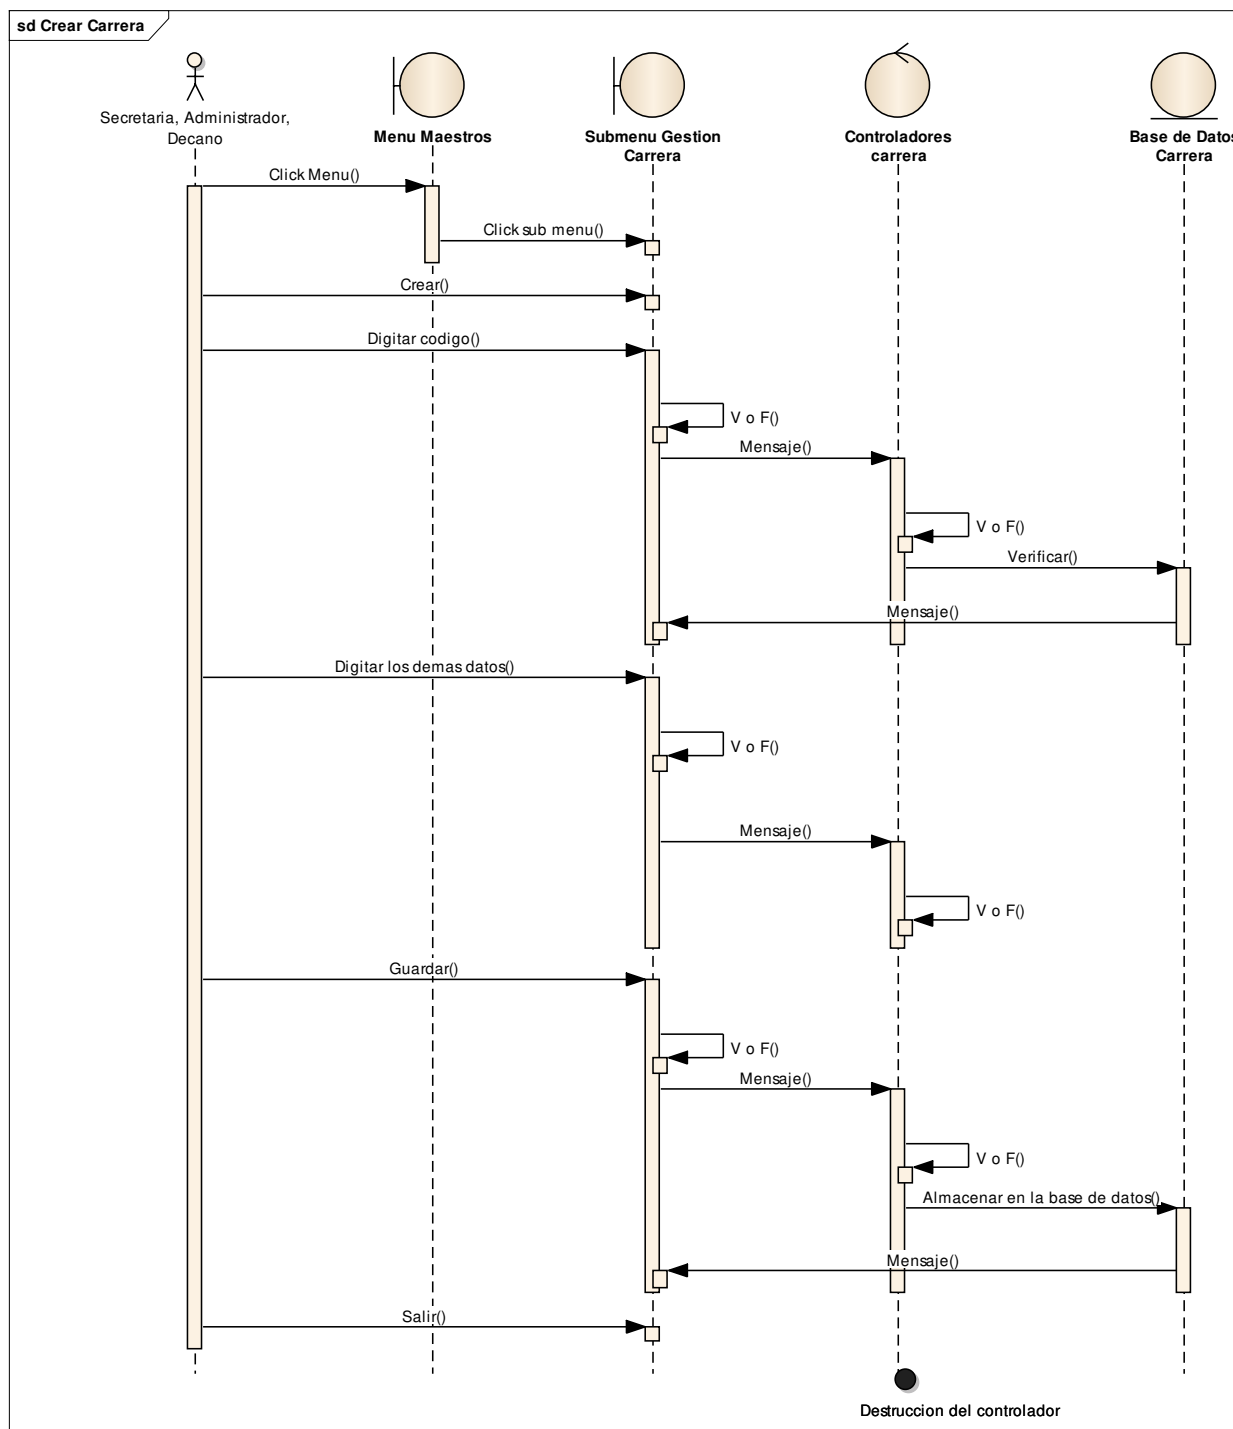 sd Crear Carrera
Secretaria, Administrador,
Decano
Menu Maestros
Submenu Gestion
Carrera
Controladores
carrera
Base de Datos
Carrera
Click Menu()
Click sub menu()
Crear()
Digitar codigo()
V o F()
Mensaje()
V o F()
Verificar()
Mensaje()
Digitar los demas datos()
V o F()
Mensaje()
V o F()
Guardar()
V o F()
Mensaje()
V o F()
Almacenar en la base de datos()
Mensaje()
Salir()
Destruccion del controlador